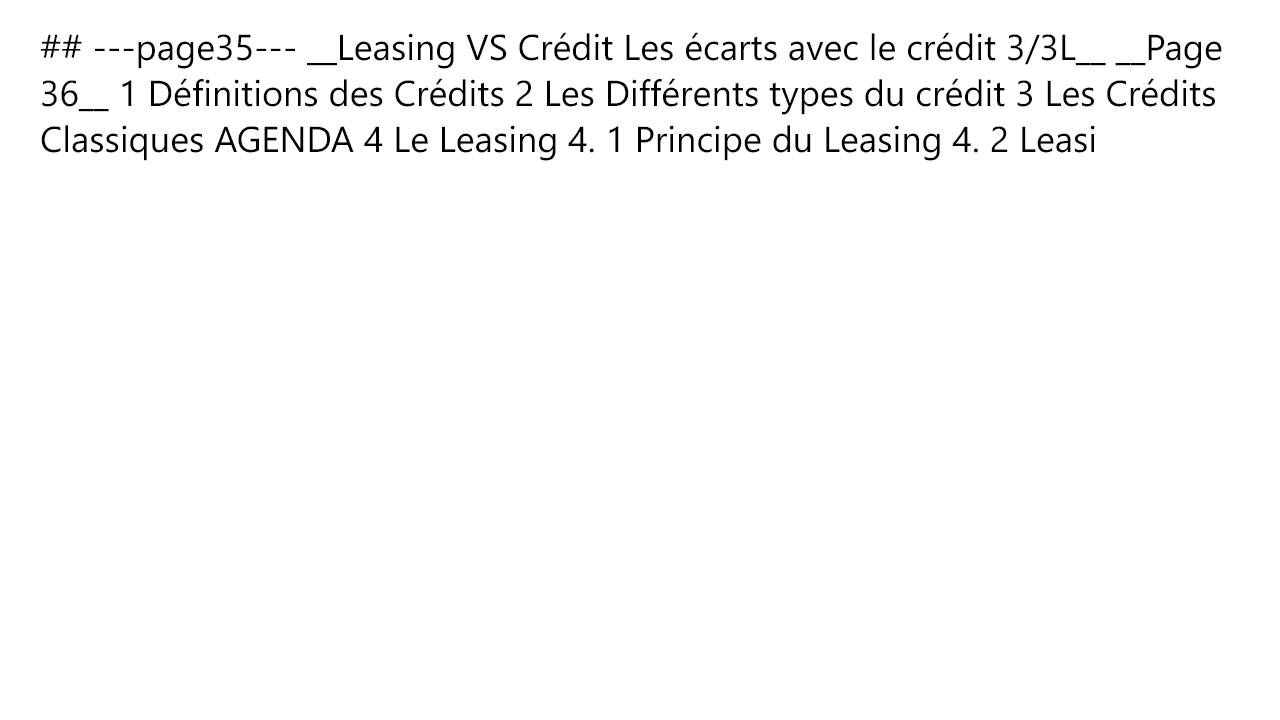 ## ---page35--- __Leasing VS Crédit Les écarts avec le crédit 3/3L__ __Page
36__ 1 Définitions des Crédits 2 Les Différents types du crédit 3 Les Crédits
Classiques AGENDA 4 Le Leasing 4. 1 Principe du Leasing 4. 2 Leasi